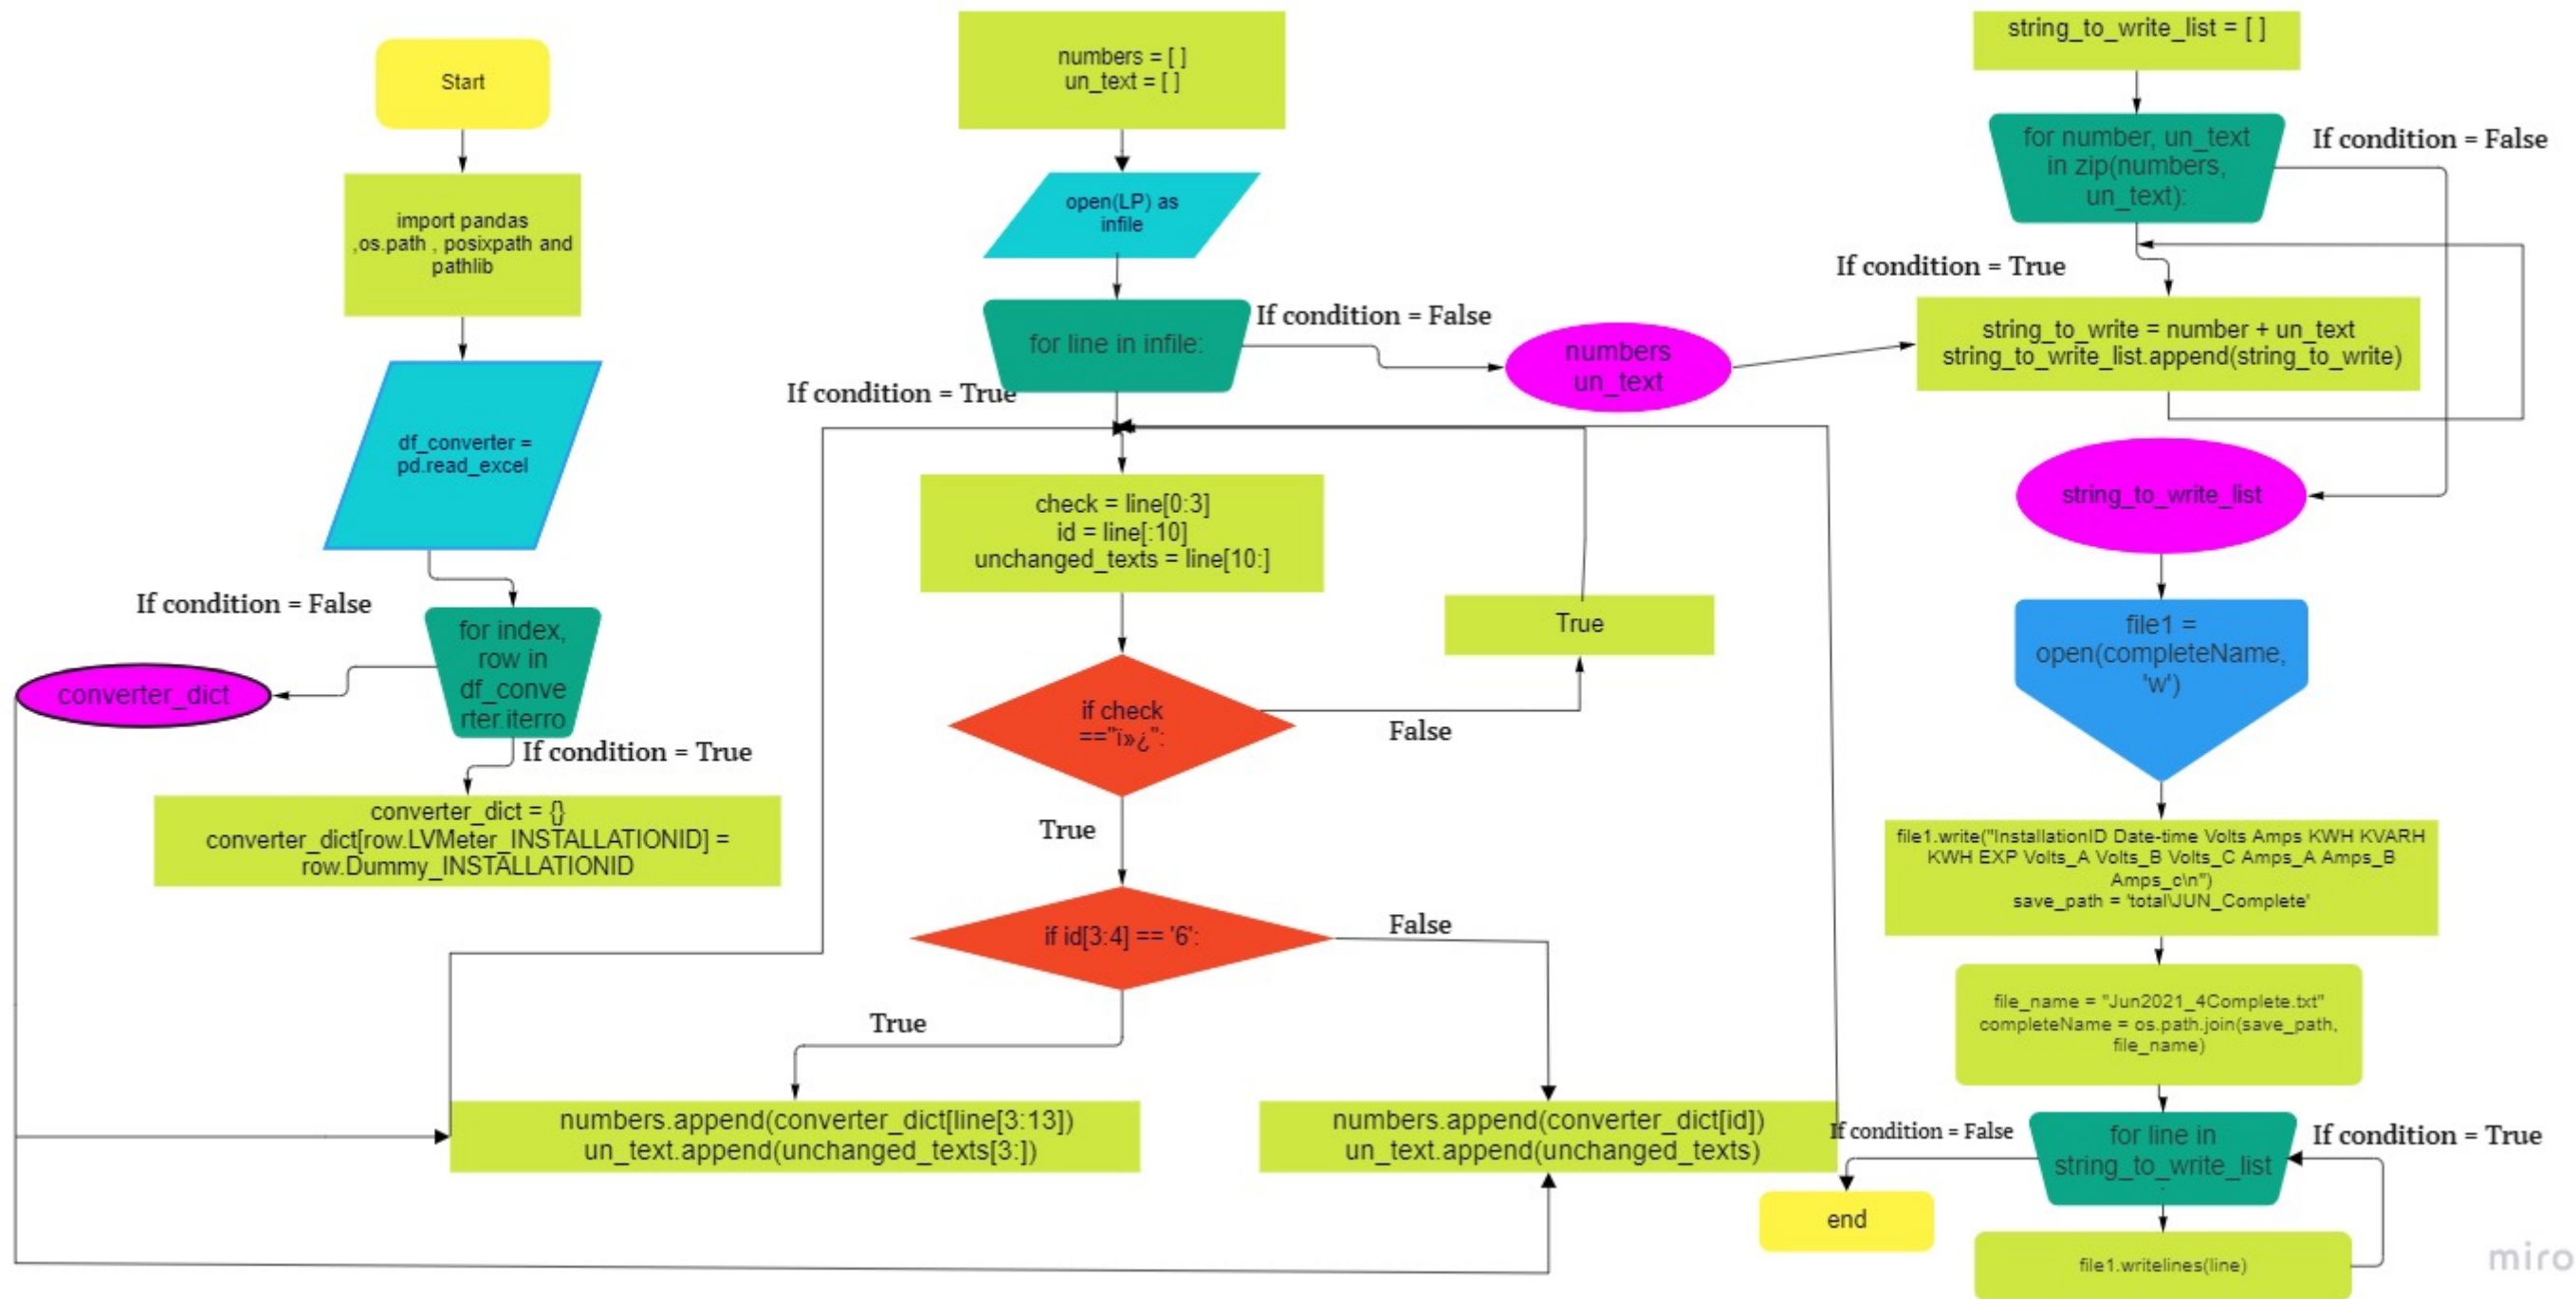 Start
import pandas
,os.path , posixpath and
pathlib
df_converter =
pd.read_excel
If condition = False
for index,
row in
df_conve
rter.iterro
converter_dict
If condition = True
converter_dict = {}
converter_dict[row.LVMeter_INSTALLATIONID] =
row.Dummy_INSTALLATIONID
numbers = [ ]
un_text = [ ]
open(LP) as
infile
for line in infile:
If condition = False
If condition = True
numbers
un_text
check = line[0:3]
id = line[:10]
unchanged_texts = line[10:]
True
if check
=="ï»¿":
False
True
if id[3:4] == '6':
False
True
numbers.append(converter_dict[line[3:13])
un_text.append(unchanged_texts[3:])
numbers.append(converter_dict[id])
un_text.append(unchanged_texts)
string_to_write_list = [ ]
for number, un_text
in zip(numbers,
un_text):
If condition = False
If condition = True
string_to_write = number + un_text
string_to_write_list.append(string_to_write)
string_to_write_list
file1 =
open(completeName,
'w')
file1.write("InstallationID Date-time Volts Amps KWH KVARH
KWH EXP Volts_A Volts_B Volts_C Amps_A Amps_B
Amps_c\n")
save_path = 'total\JUN_Complete'
file_name = "Jun2021_4Complete.txt"
completeName = os.path.join(save_path,
file_name)
If condition = False
for line in
string_to_write_list
:
If condition = True
end
file1.writelines(line)
miro